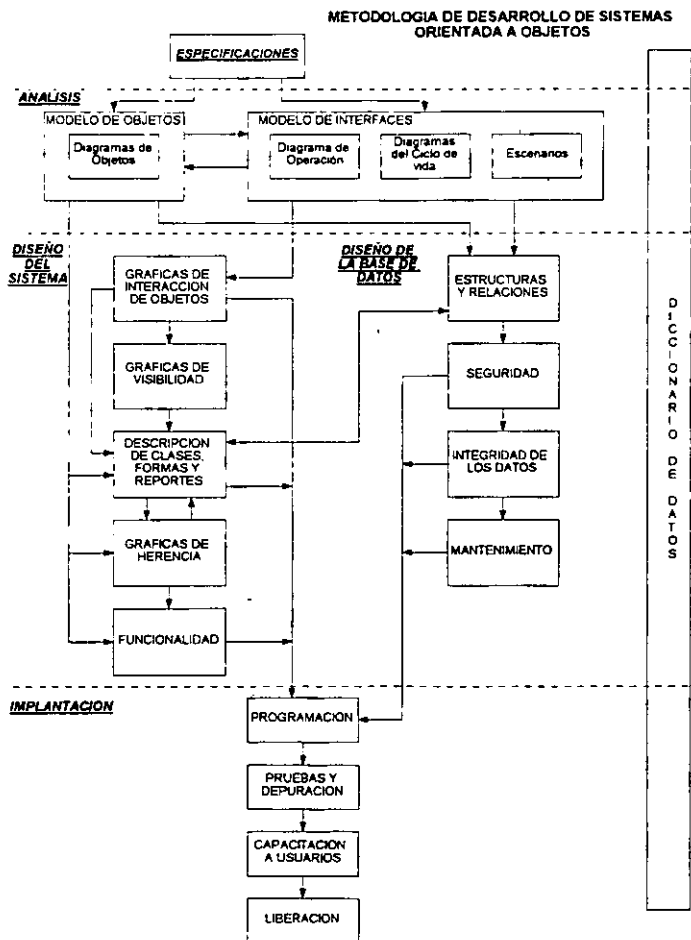 METODOLOGIA DE DESARROLLO DE SISTEMAS
ORIENTADA A OBJETOS
ESPECIFICACIONES
ANALISIS
MODELO DE OBJETOS
Diagramas de
Objetos
MODELO DE INTERFACES
Diagrama de
Operación
Diagramas
del Ciclo de
vida
Escenarios
DISEÑO
DEL
SISTEMA
GRAFICAS DE
INTERACCION
DE OBJETOS
GRAFICAS DE
VISIBILIDAD
DESCRIPCION
DE CLASES,
FORMAS Y
REPORTES
GRAFICAS DE
HERENCIA
FUNCIONALIDAD
DISEÑO DE
LA BASE DE
DATOS
ESTRUCTURAS
Y RELACIONES
SEGURIDAD
INTEGRIDAD DE
LOS DATOS
MANTENIMIENTO
DICCIONARIO DE DATOS
IMPLANTACION
PROGRAMACION
PRUEBAS Y
DEPURACION
CAPACITACION
A USUARIOS
LIBERACION